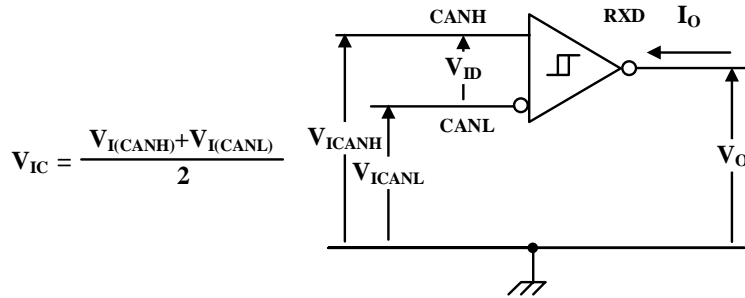 CANH
RXD
I_O
V_ID
CANL
V_ICANH
V_ICANL
V_IC = (V_I(CANH)+V_I(CANL))/2
V_O